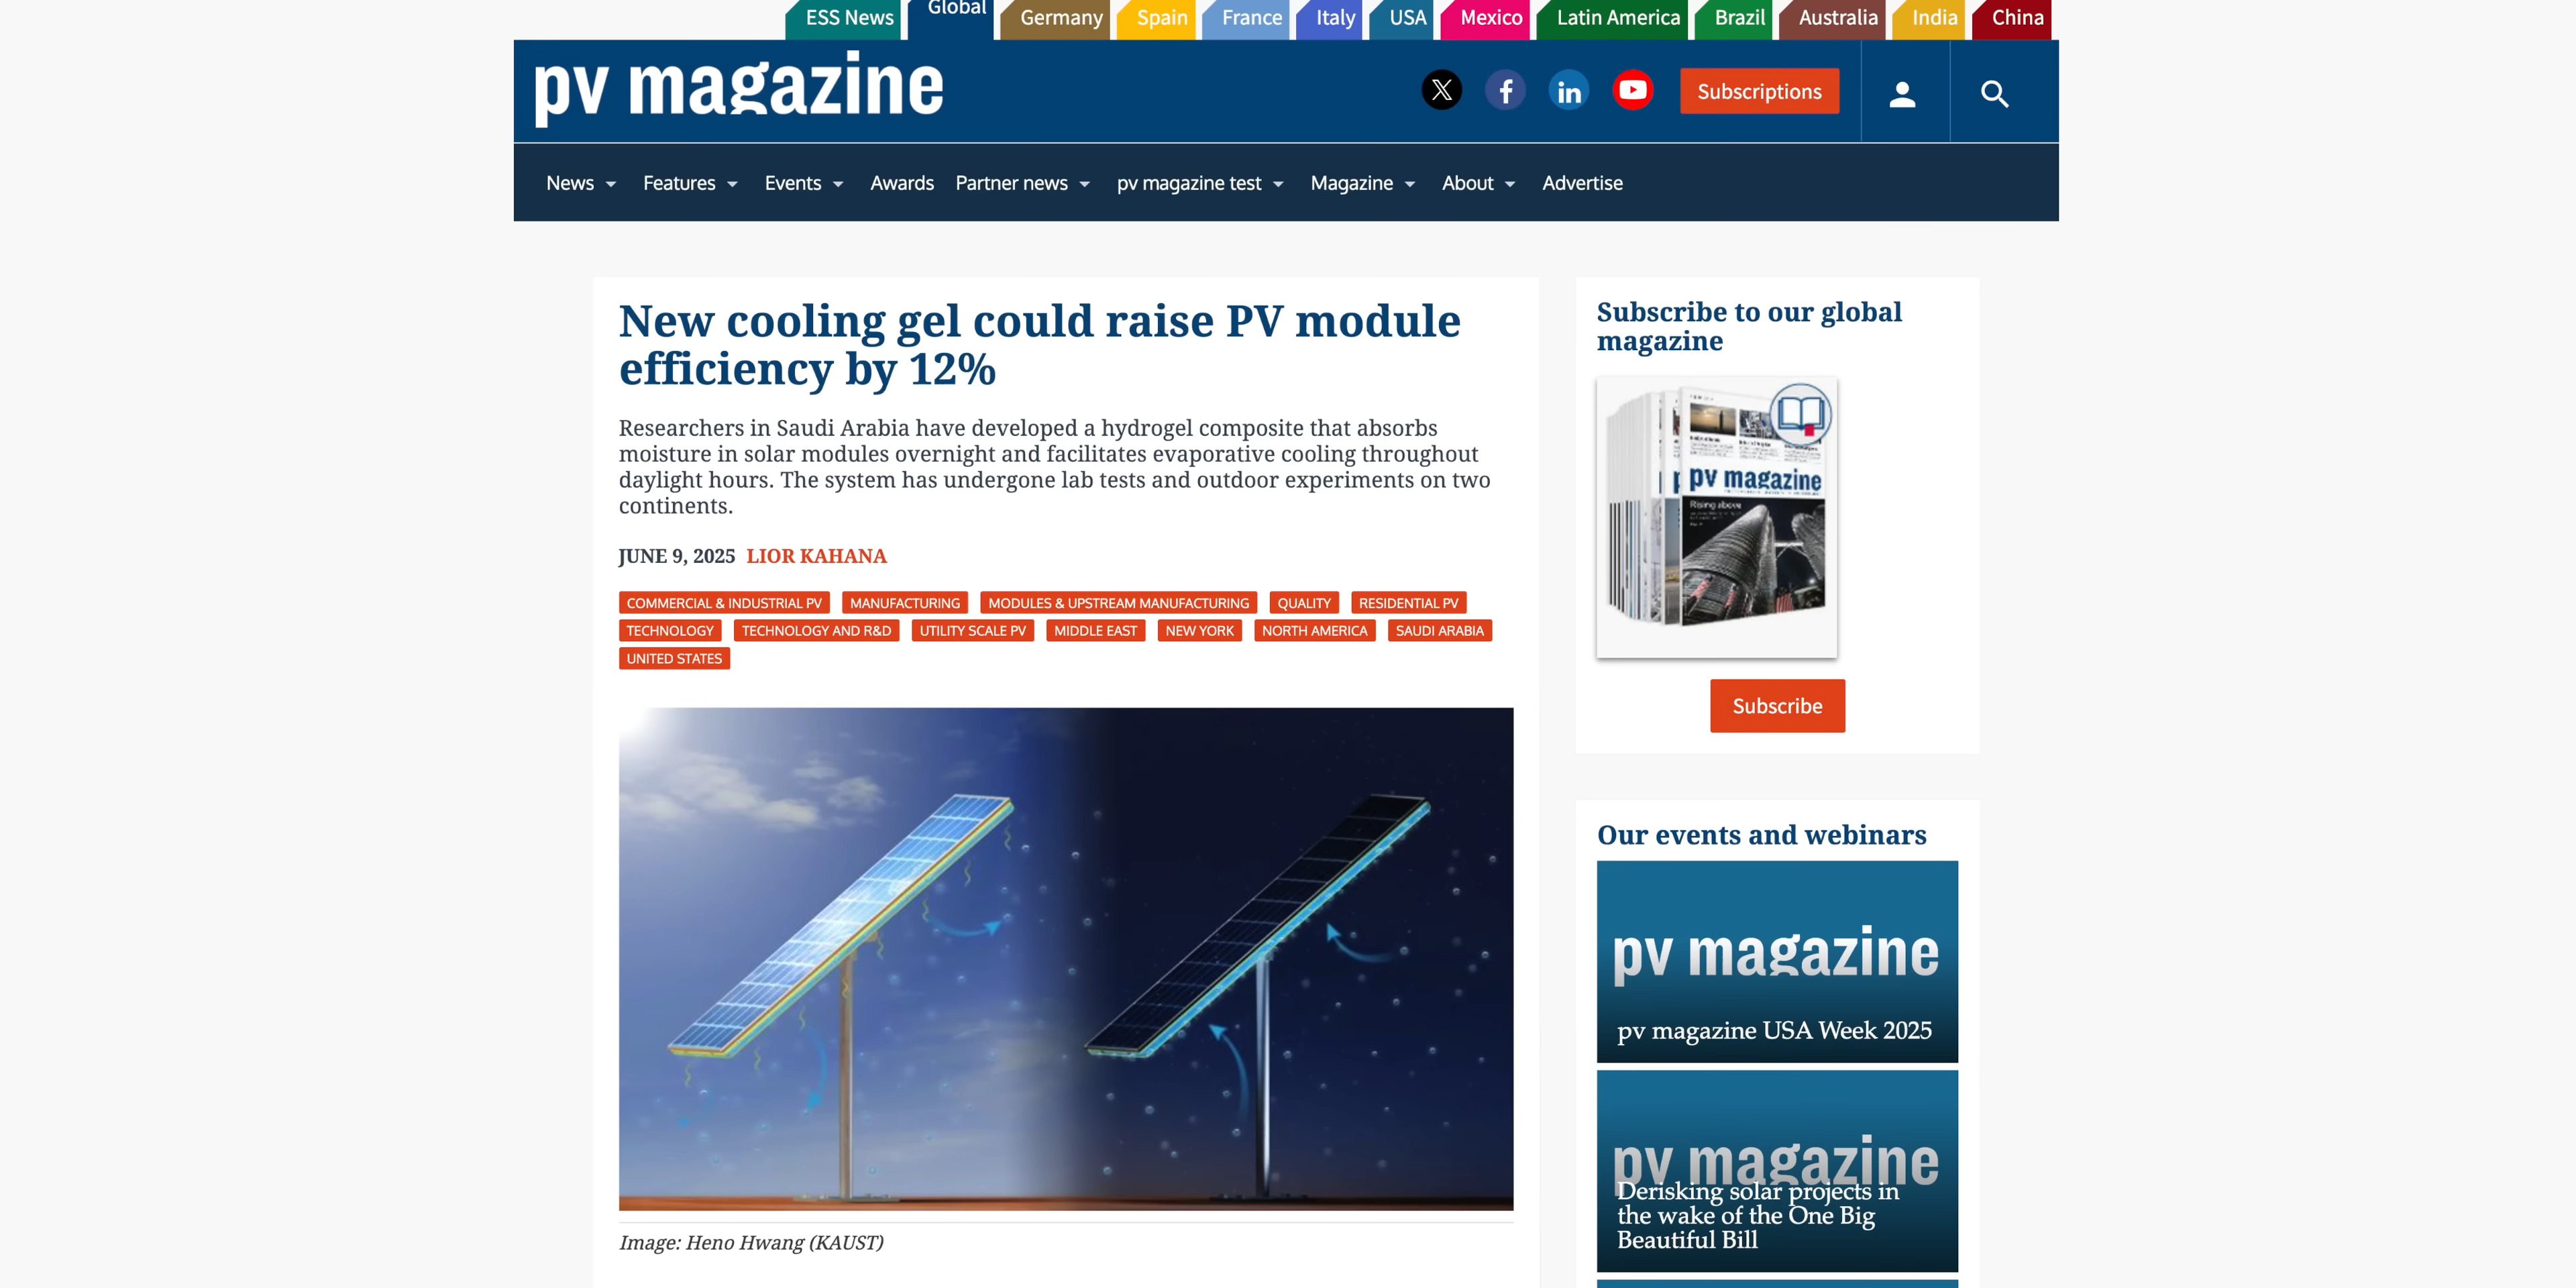 ESS News
Global
Germany
Spain
France
Italy
USA
Mexico
Latin America
Brazil
Australia
India
China
pv magazine
Subscriptions
News
Features
Events
Awards
Partner news
pv magazine test
Magazine
About
Advertise
New cooling gel could raise PV module
efficiency by 12%
Researchers in Saudi Arabia have developed a hydrogel composite that absorbs
moisture in solar modules overnight and facilitates evaporative cooling throughout
daylight hours. The system has undergone lab tests and outdoor experiments on two
continents.
JUNE 9, 2025 LIOR KAHANA
COMMERCIAL & INDUSTRIAL PV MANUFACTURING MODULES & UPSTREAM MANUFACTURING QUALITY RESIDENTIAL PV
TECHNOLOGY TECHNOLOGY AND R&D UTILITY SCALE PV MIDDLE EAST NEW YORK NORTH AMERICA SAUDI ARABIA
UNITED STATES
Image: Heno Hwang (KAUST)
Subscribe to our global
magazine
pv magazine
Rising above
Subscribe
Our events and webinars
pv magazine
pv magazine USA Week 2025
pv magazine
Derisking solar projects in
the wake of the One Big
Beautiful Bill